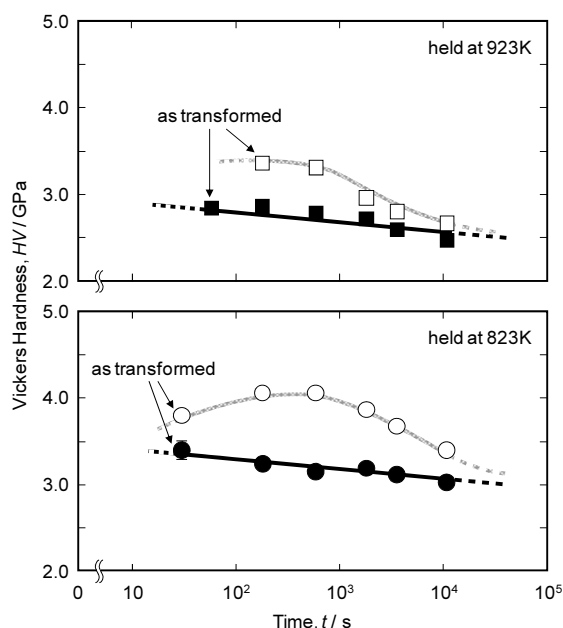 5.0
held at 923K
4.0
as transformed
3.0
2.0
Vickers Hardness, HV / GPa
5.0
held at 823K
as transformed
4.0
3.0
2.0
0 10 10² 10³ 10⁴ 10⁵
Time, t / s